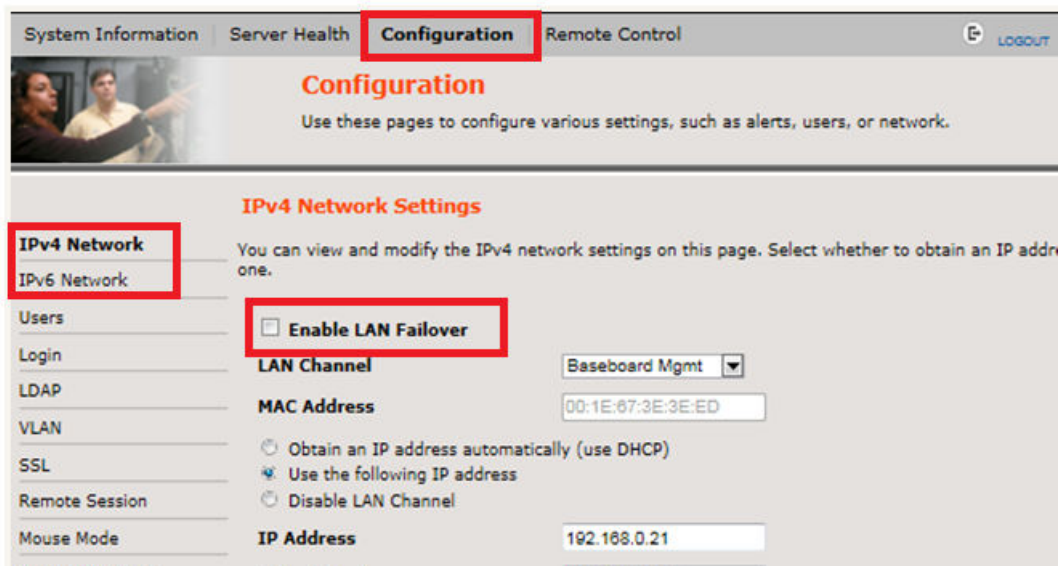 System Information Server Health Configuration Remote Control LOGOUT
Configuration
Use these pages to configure various settings, such as alerts, users, or network.
IPv4 Network
IPv6 Network
Users
Login
LDAP
VLAN
SSL
Remote Session
Mouse Mode
IPv4 Network Settings
You can view and modify the IPv4 network settings on this page. Select whether to obtain an IP addre
one.
Enable LAN Failover
LAN Channel Baseboard Mgmt
MAC Address 00:1E:67:3E:3E:ED
Obtain an IP address automatically (use DHCP)
Use the following IP address
Disable LAN Channel
IP Address 192.168.0.21